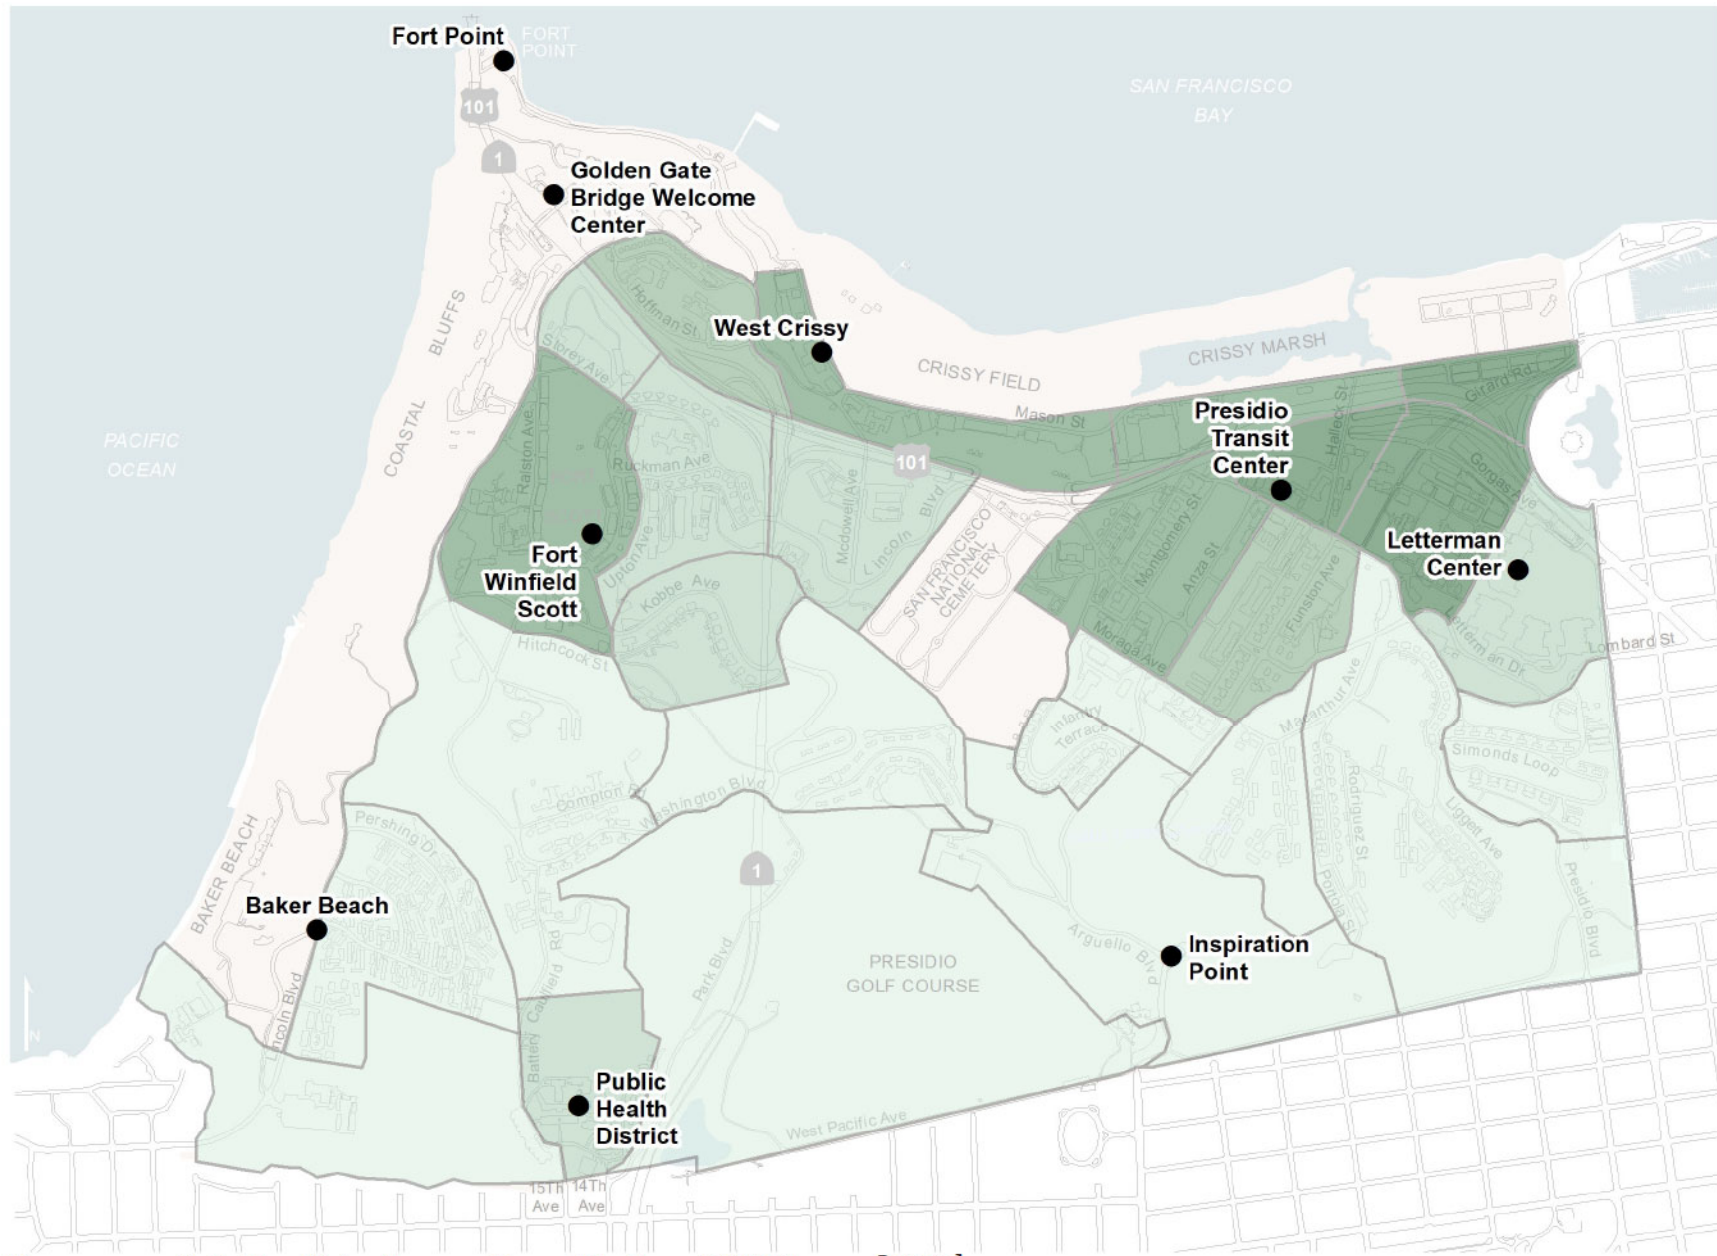 Fort Point
FORT
POINT
101
1
SAN FRANCISCO
BAY
Golden Gate
Bridge Welcome
Center
Hoffman St
West Crissy
Storey Ave
COASTAL BLUFFS
CRISSY FIELD
CRISSY MARSH
Mason St
Girard Rd
Presidio
Transit
Center
Halleck St
PACIFIC
OCEAN
Ralston Ave
Ruckman Ave
101
Mcdowell Ave
Lincoln Blvd
Gorgas Ave
Montgomery St
Anza St
SAN FRANCISCO
NATIONAL
CEMETERY
Letterman
Center
Fort
Winfield
Scott
Upton Ave
Kobbe Ave
Funston Ave
Moraga Ave
Letterman Dr
Lombard St
Hitchcock St
Infantry
Terrace
Macarthur Ave
Simonds Loop
Compton Rd
Washington Blvd
Rodriguez St
Liggett Ave
Pershing Dr
1
BAKER BEACH
Baker Beach
Portola St
Presidio Blvd
Arguello Blvd
Inspiration
Point
PRESIDIO
GOLF COURSE
Park Blvd
Battery Caulfield Rd
Lincoln Blvd
N
Public
Health
District
West Pacific Ave
15Th
Ave
14Th
Ave